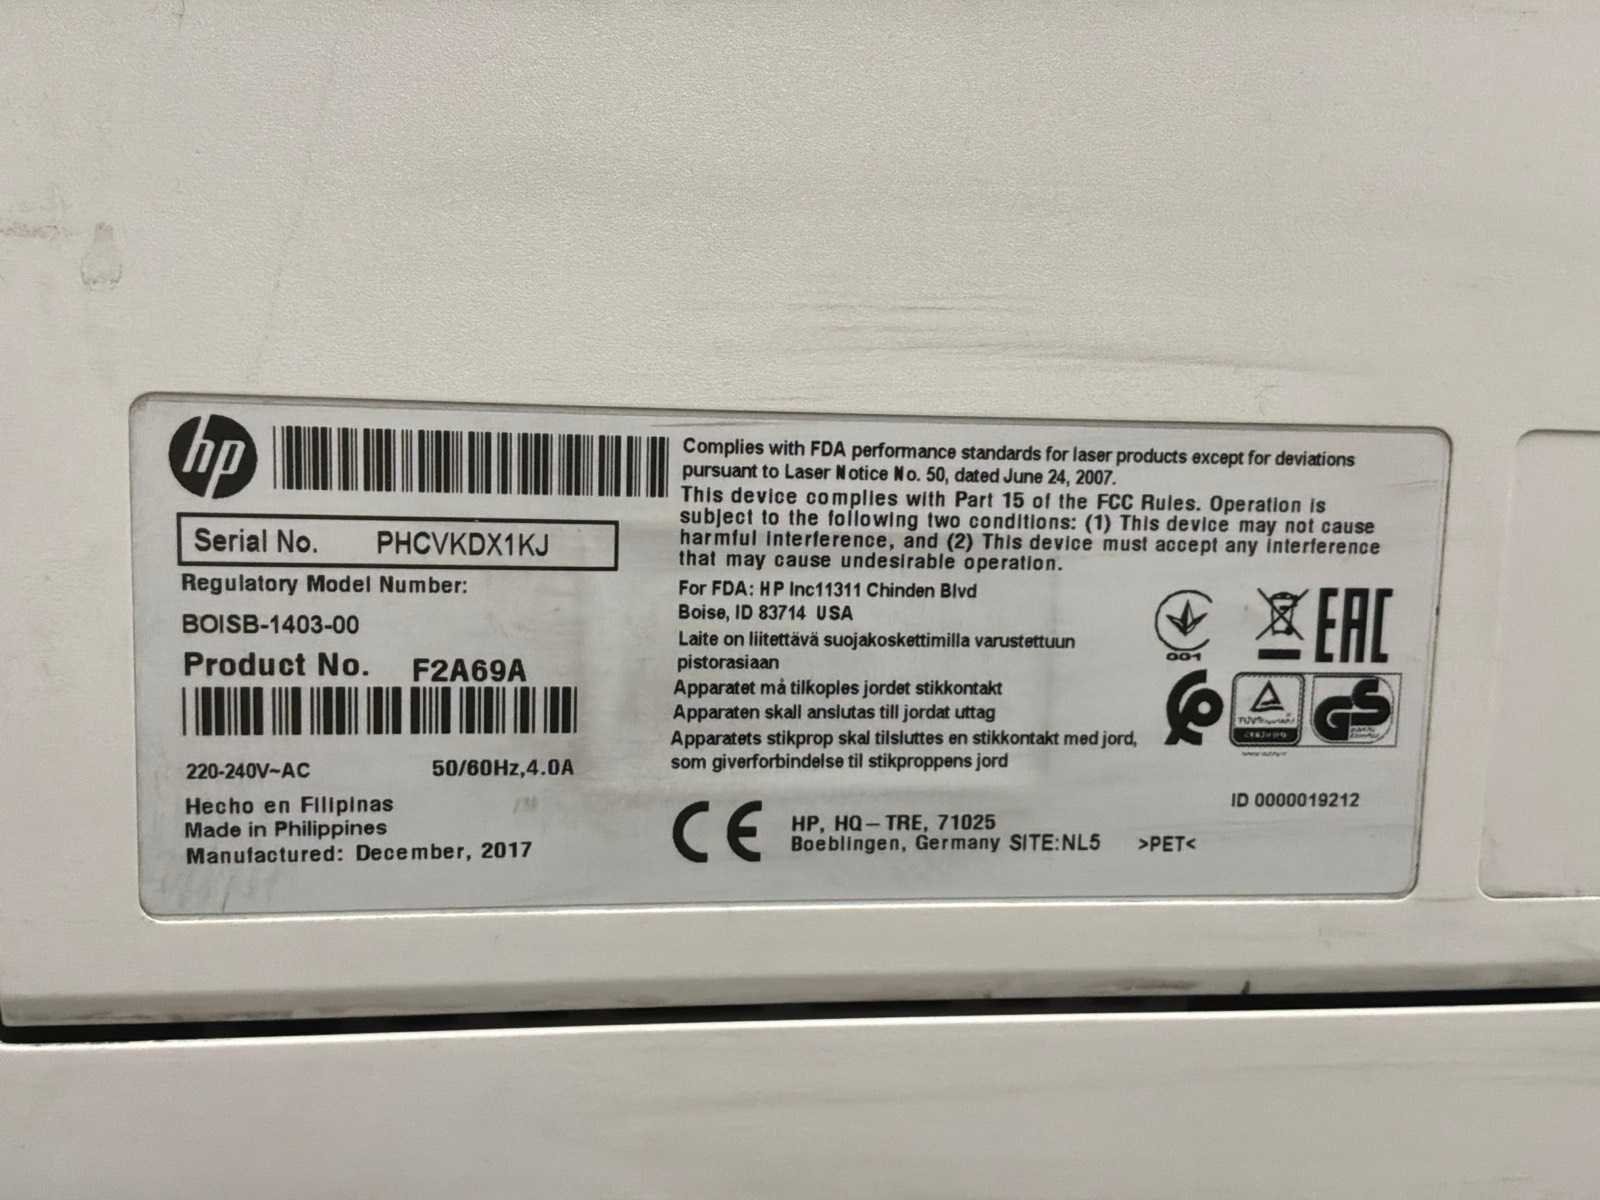 hp
Complies with FDA performance standards for laser products except for deviations
pursuant to Laser Notice No. 50, dated June 24, 2007.
This device complies with Part 15 of the FCC Rules. Operation is
subject to the following two conditions: (1) This device may not cause
harmful interference, and (2) This device must accept any interference
that may cause undesirable operation.
Serial No. PHCVKDX1KJ
Regulatory Model Number:
BOISB-1403-00
Product No. F2A69A
220-240V~AC 50/60Hz,4.0A
Hecho en Filipinas
Made in Philippines
Manufactured: December, 2017
For FDA: HP Inc11311 Chinden Blvd
Boise, ID 83714 USA
Laite on liitettävä suojakoskettimilla varustettuun
pistorasiaan
Apparatet må tilkoples jordet stikkontakt
Apparaten skall anslutas till jordat uttag
Apparatets stikprop skal tilsluttes en stikkontakt med jord,
som giverforbindelse til stikproppens jord
001
EAC
TÜV
GS
ID 0000019212
CE
HP, HQ – TRE, 71025
Boeblingen, Germany SITE:NL5 >PET<